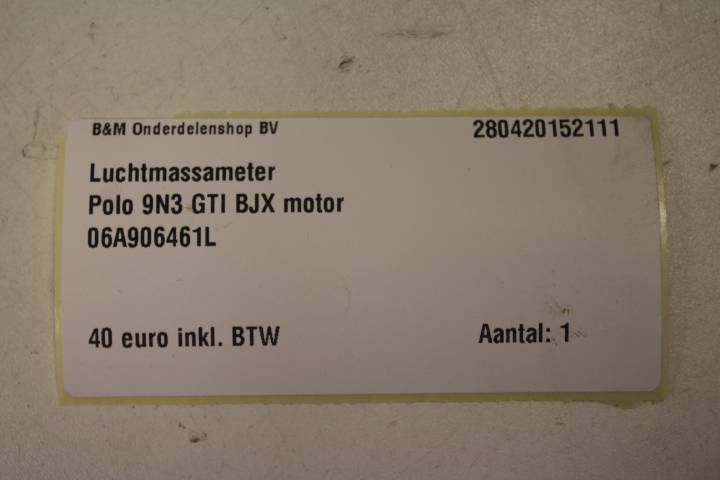 B&M Onderdelenshop BV 280420152111
Luchtmassameter
Polo 9N3 GTI BJX motor
06A906461L
40 euro inkl. BTW Aantal: 1